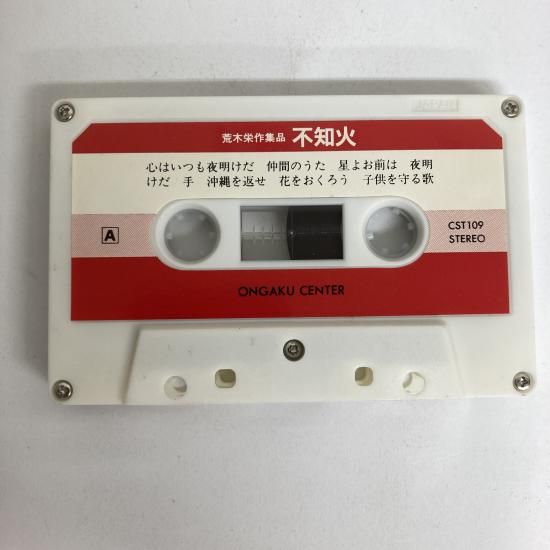 荒木栄作集品 不知火
心はいつも夜明けだ 仲間のうた 星よお前は 夜明
けだ 手 沖縄を返せ 花をおくろう 子供を守る歌
A
CST109
STEREO
ONGAKU CENTER